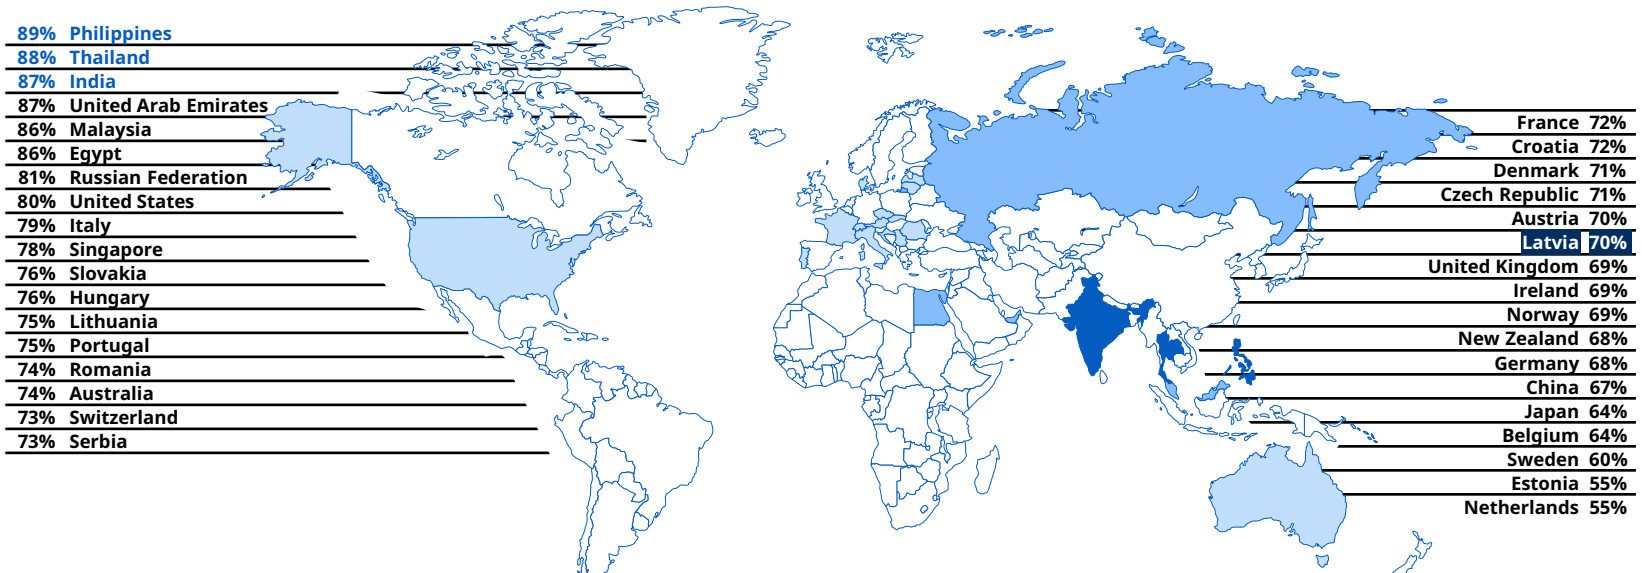 89% Philippines
88% Thailand
87% India
87% United Arab Emirates
86% Malaysia
86% Egypt
81% Russian Federation
80% United States
79% Italy
78% Singapore
76% Slovakia
76% Hungary
75% Lithuania
75% Portugal
74% Romania
74% Australia
73% Switzerland
73% Serbia
France 72%
Croatia 72%
Denmark 71%
Czech Republic 71%
Austria 70%
Latvia 70%
United Kingdom 69%
Ireland 69%
Norway 69%
New Zealand 68%
Germany 68%
China 67%
Japan 64%
Belgium 64%
Sweden 60%
Estonia 55%
Netherlands 55%